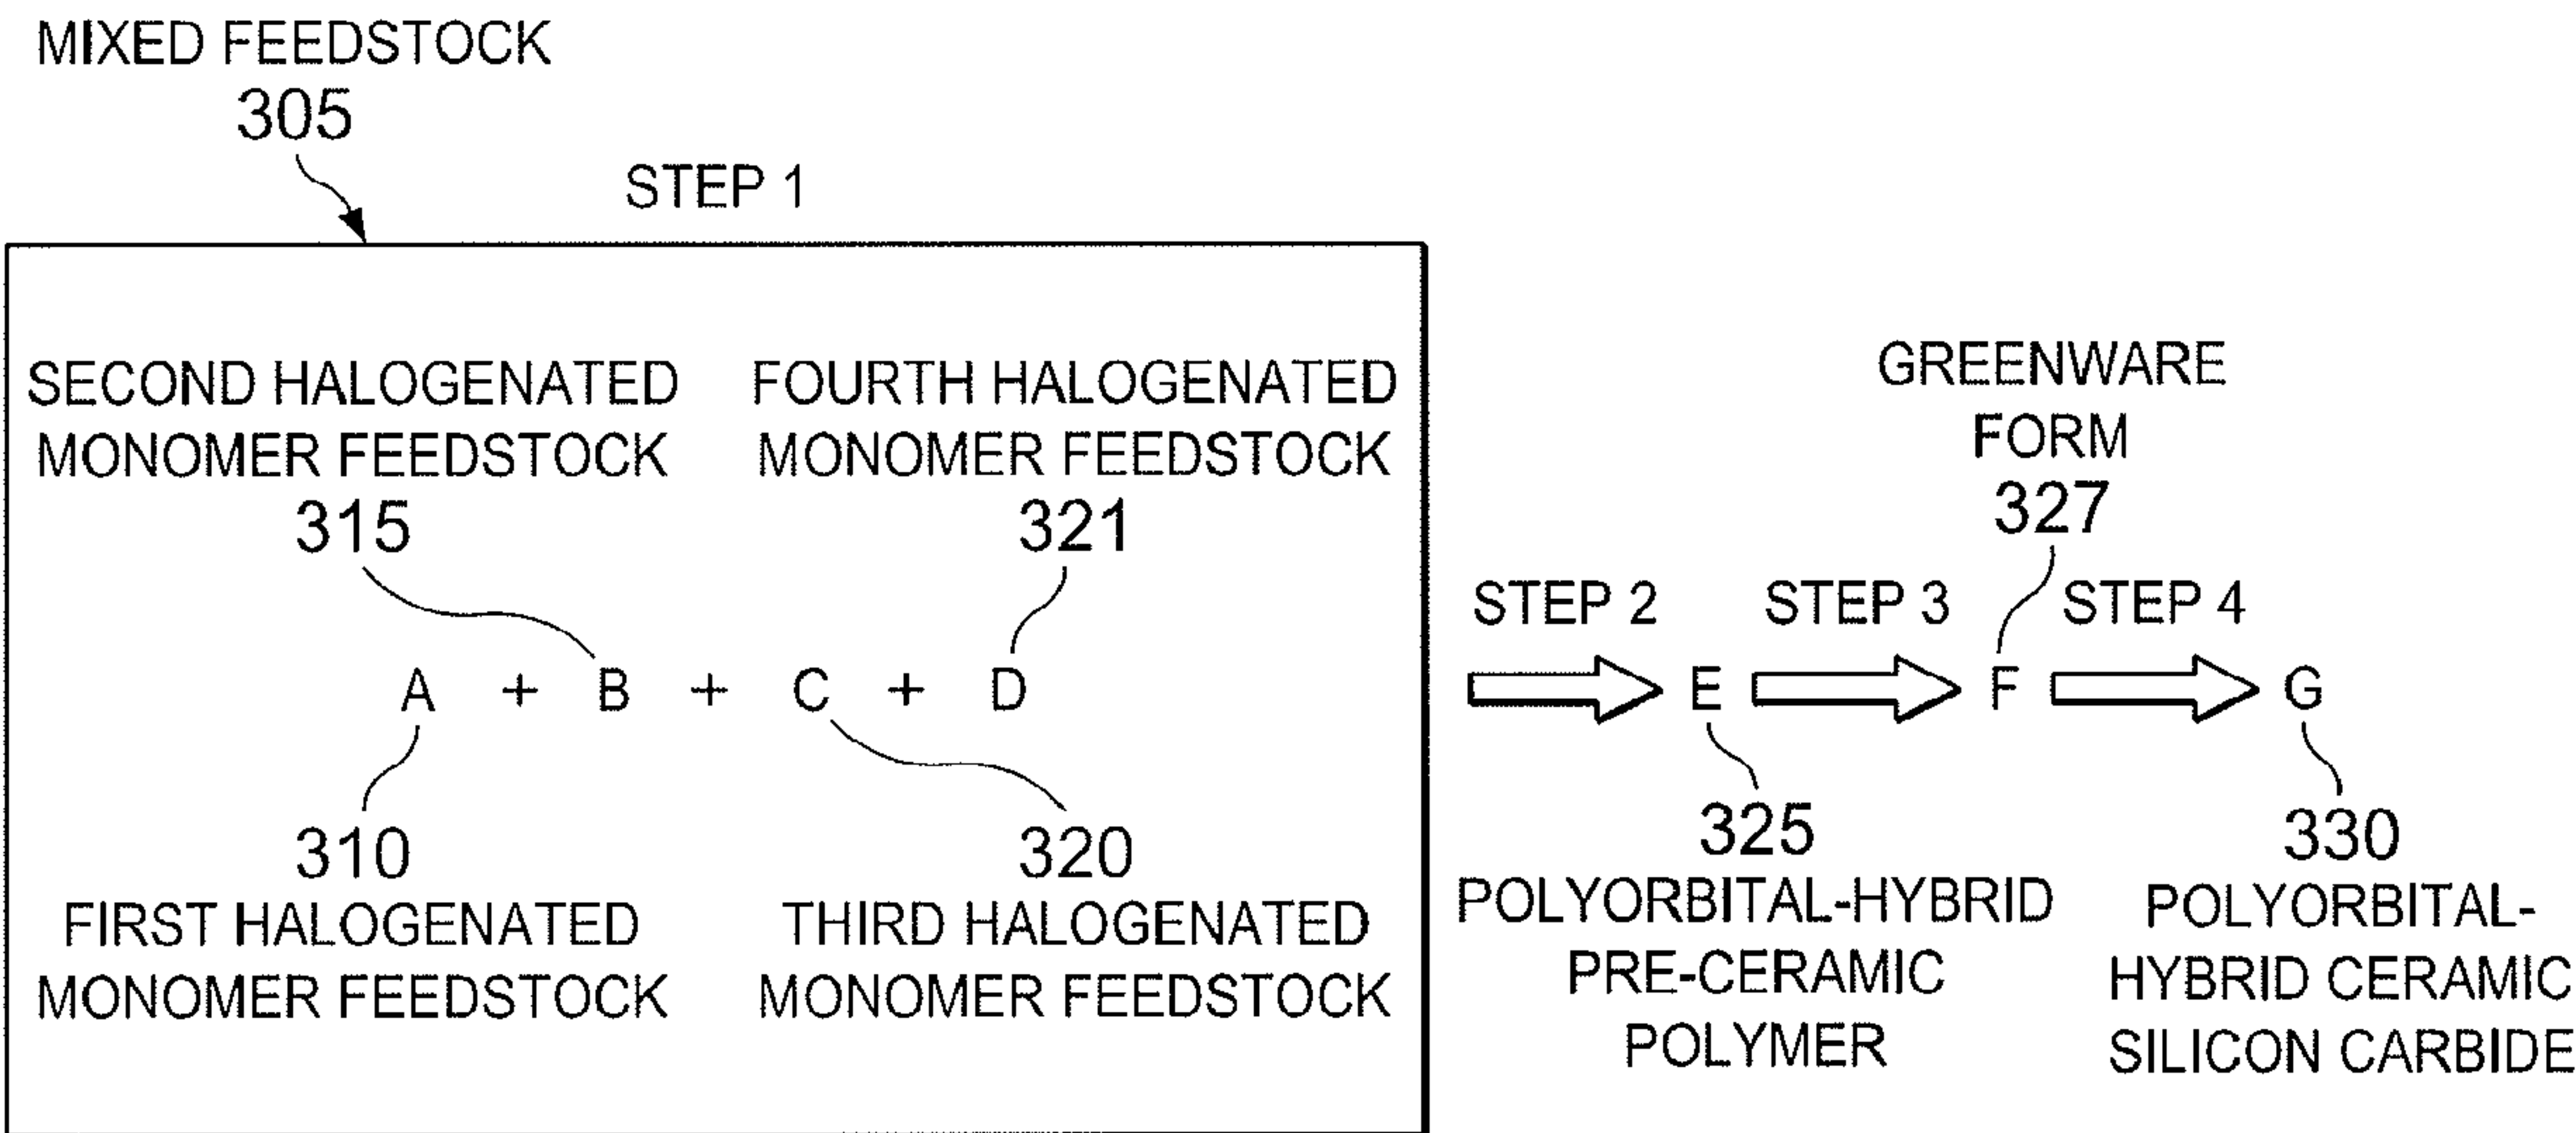 MIXED FEEDSTOCK
305
STEP 1
SECOND HALOGENATED
MONOMER FEEDSTOCK
315
FOURTH HALOGENATED
MONOMER FEEDSTOCK
321
A + B + C + D
310
FIRST HALOGENATED
MONOMER FEEDSTOCK
320
THIRD HALOGENATED
MONOMER FEEDSTOCK
STEP 2
E
325
POLYORBITAL-HYBRID
PRE-CERAMIC
POLYMER
STEP 3
GREENWARE
FORM
327
F
STEP 4
G
330
POLYORBITAL-
HYBRID CERAMIC
SILICON CARBIDE